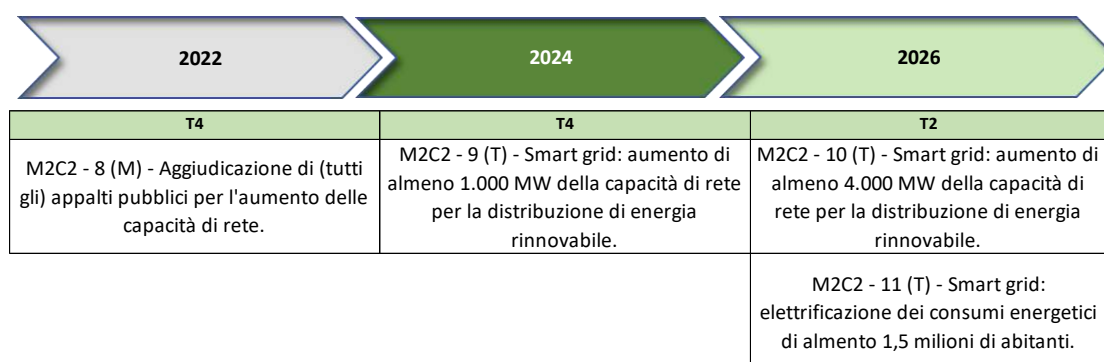 2022
2024
2026
T4
T4
T2
M2C2 - 8 (M) - Aggiudicazione di (tutti
gli) appalti pubblici per l'aumento delle
capacità di rete.
M2C2 - 9 (T) - Smart grid: aumento di
almeno 1.000 MW della capacità di rete
per la distribuzione di energia
rinnovabile.
M2C2 - 10 (T) - Smart grid: aumento di
almeno 4.000 MW della capacità di
rete per la distribuzione di energia
rinnovabile.
M2C2 - 11 (T) - Smart grid:
elettrificazione dei consumi energetici
di almento 1,5 milioni di abitanti.